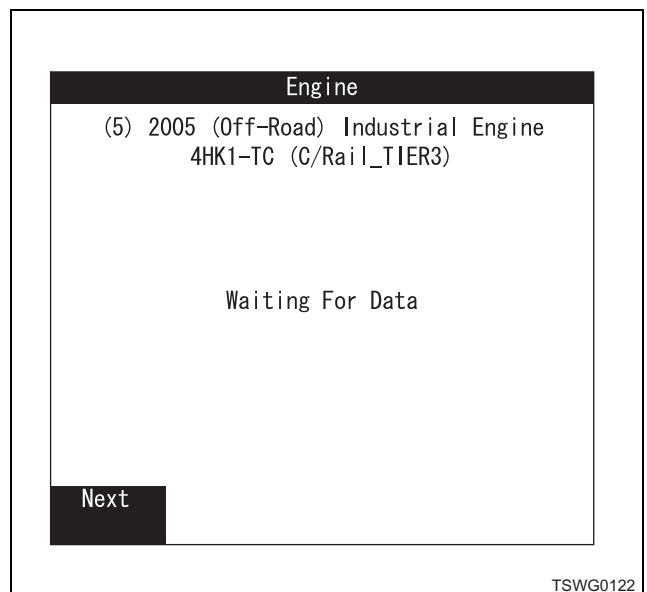 Engine
(5) 2005 (Off-Road) Industrial Engine
4HK1-TC (C/Rail_TIER3)
Waiting For Data
Next
TSWG0122